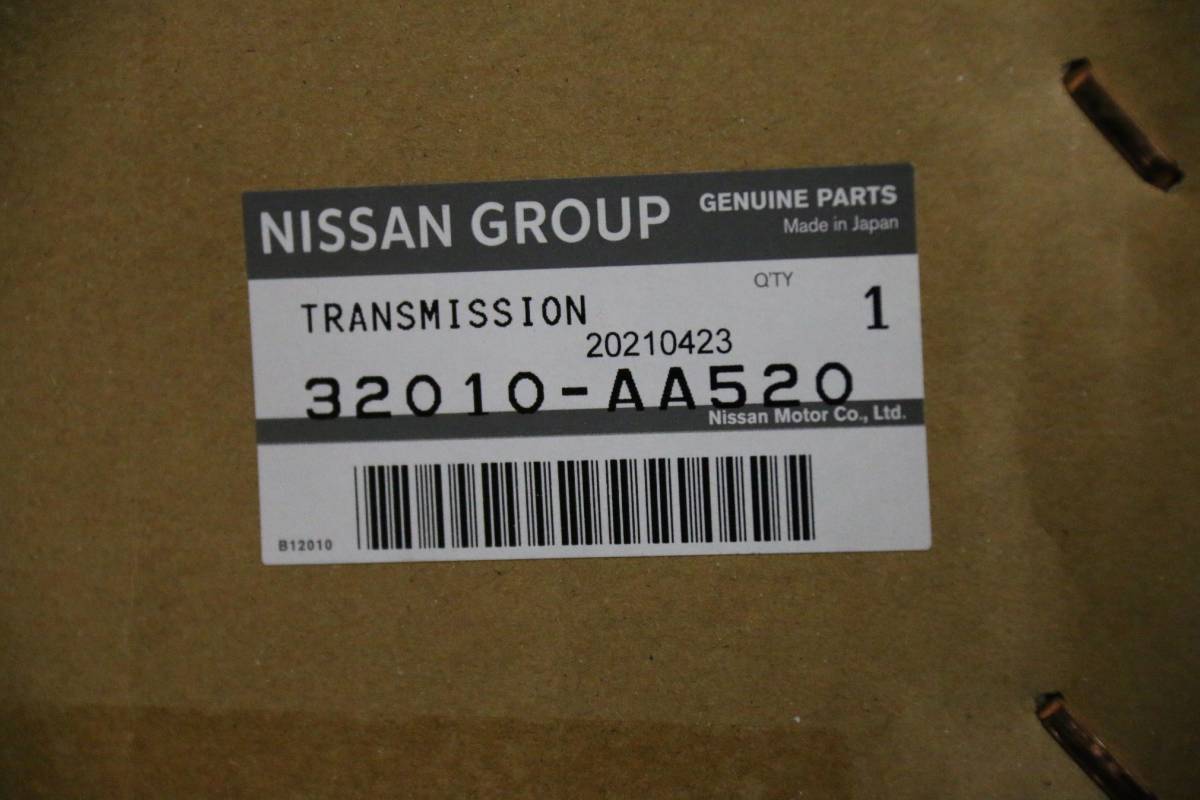 NISSAN GROUP
GENUINE PARTS
Made in Japan
Q'TY
TRANSMISSION
1
20210423
32010-AA520
Nissan Motor Co., Ltd.
B12010